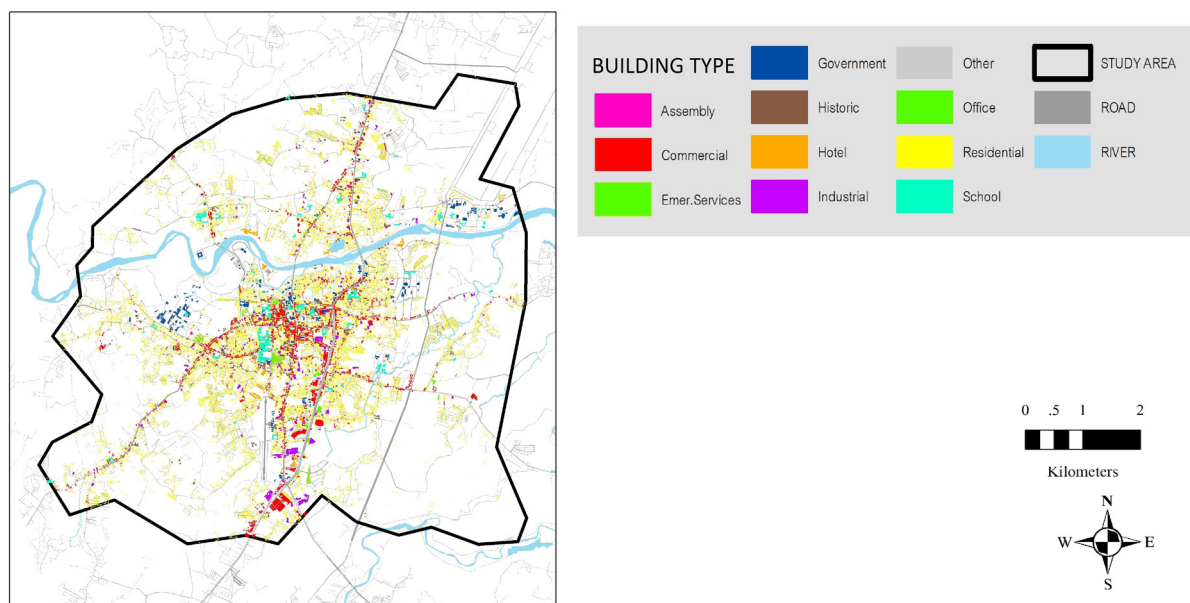 BUILDING TYPE
Assembly
Commercial
Emer.Services
Government
Historic
Hotel
Industrial
Other
Office
Residential
School
STUDY AREA
ROAD
RIVER
0 .5 1 2
Kilometers
N
W E
S